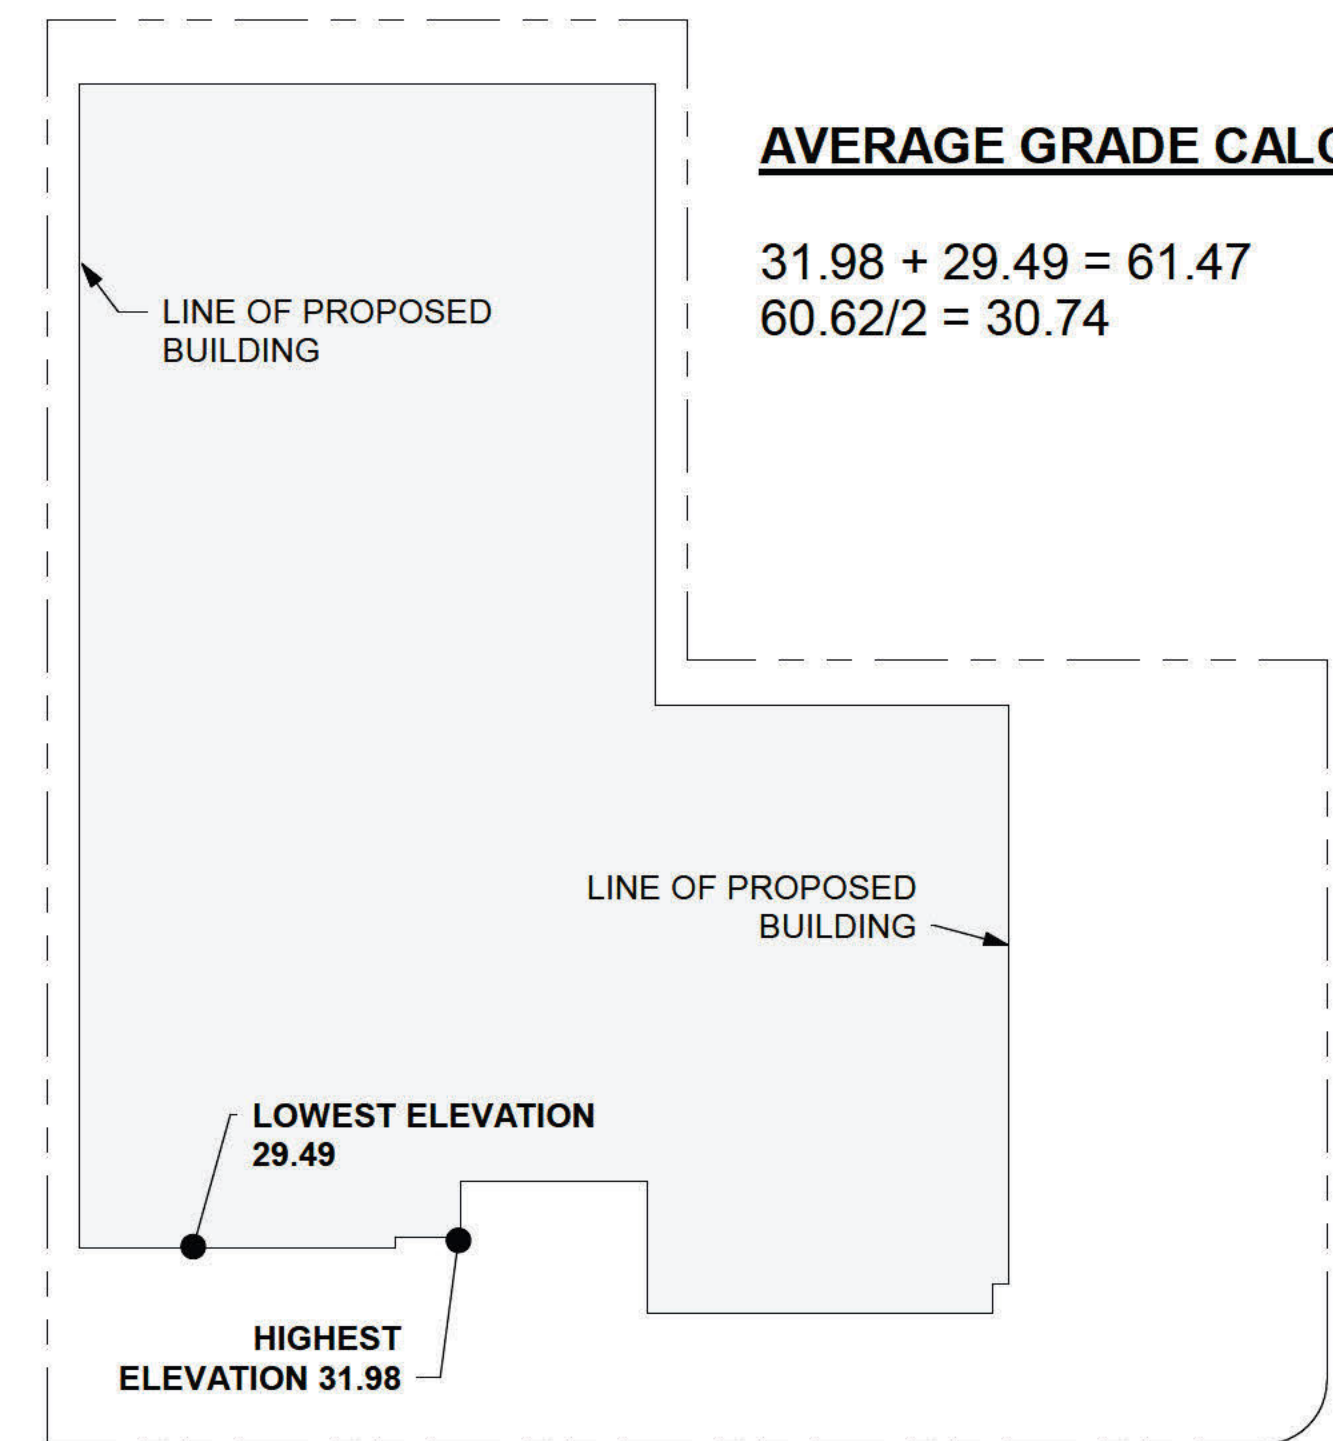 AVERAGE GRADE CALC
31.98 + 29.49 = 61.47
60.62/2 = 30.74
LINE OF PROPOSED
BUILDING
LINE OF PROPOSED
BUILDING
LOWEST ELEVATION
29.49
HIGHEST
ELEVATION 31.98